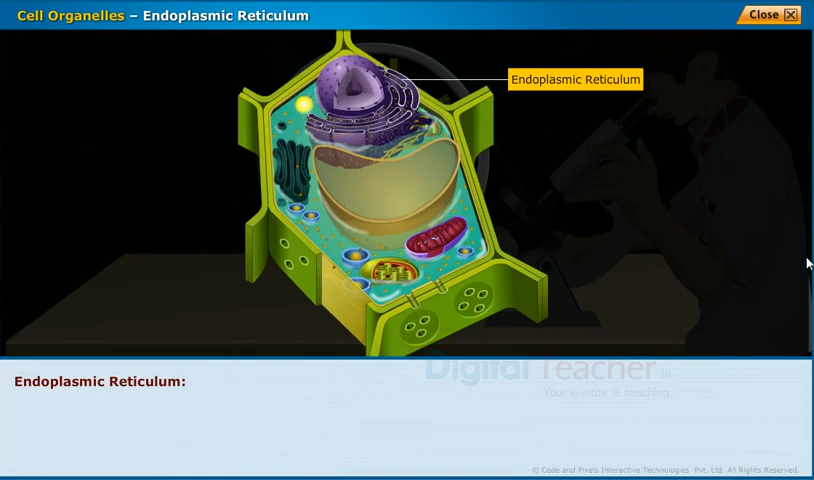 Cell Organelles – Endoplasmic Reticulum
Close
Endoplasmic Reticulum
Digital Teacher.in
Your e-mate in teaching
Endoplasmic Reticulum:
© Code and Pixels Interactive Technologies Pvt. Ltd. All Rights Reserved.